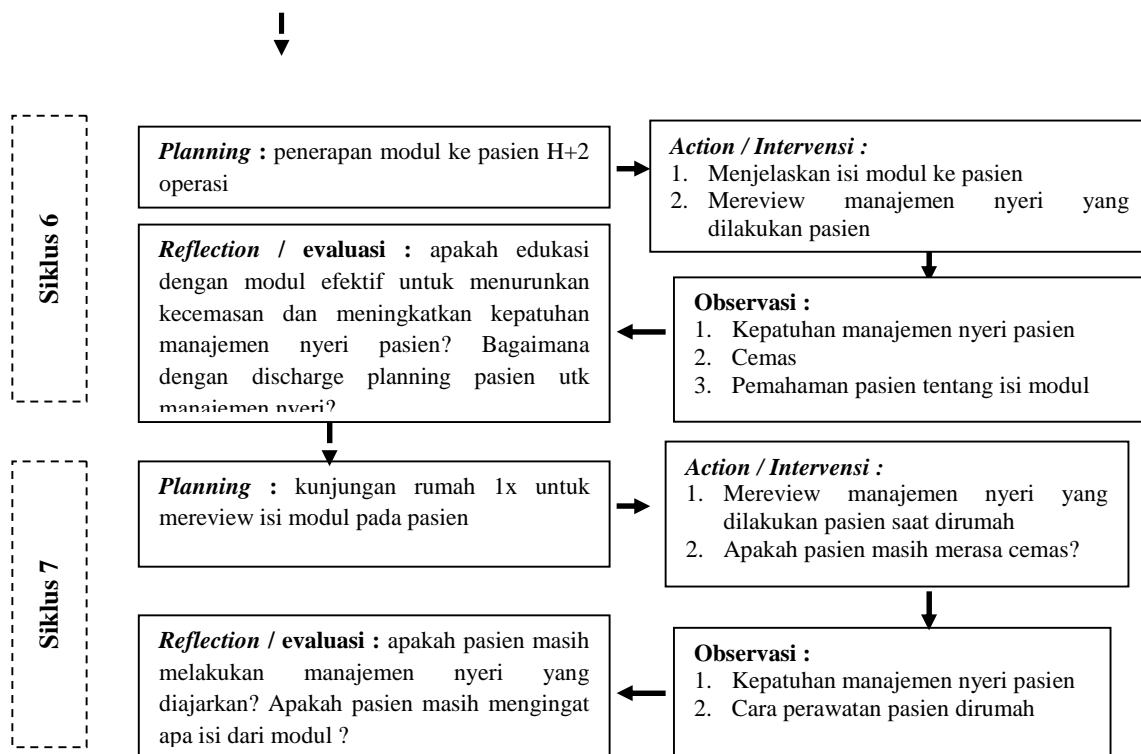 Siklus 6
Planning : penerapan modul ke pasien H+2
operasi
Action / Intervensi :
1. Menjelaskan isi modul ke pasien
2. Mereview manajemen nyeri yang
dilakukan pasien
Observasi :
1. Kepatuhan manajemen nyeri pasien
2. Cemas
3. Pemahaman pasien tentang isi modul
Reflection / evaluasi : apakah edukasi
dengan modul efektif untuk menurunkan
kecemasan dan meningkatkan kepatuhan
manajemen nyeri pasien? Bagaimana
dengan discharge planning pasien utk
manajemen nyeri?
Siklus 7
Planning : kunjungan rumah 1x untuk
mereview isi modul pada pasien
Action / Intervensi :
1. Mereview manajemen nyeri yang
dilakukan pasien saat dirumah
2. Apakah pasien masih merasa cemas?
Observasi :
1. Kepatuhan manajemen nyeri pasien
2. Cara perawatan pasien dirumah
Reflection / evaluasi : apakah pasien masih
melakukan manajemen nyeri yang
diajarkan? Apakah pasien masih mengingat
apa isi dari modul ?